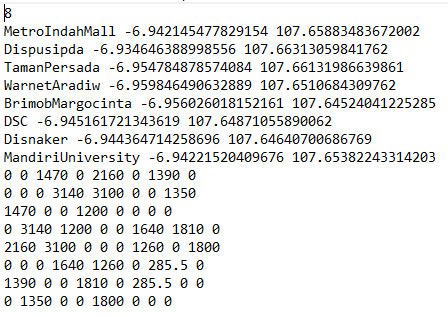 8
MetroIndahMall -6.942145477829154 107.65883483672002
Dispusipda -6.934646388998556 107.66313059841762
TamanPersada -6.954784878574084 107.66131986639861
WarnetAradiw -6.959846490632889 107.6510684309762
BrimobMargocinta -6.956026018152161 107.64524041225285
DSC -6.945161721343619 107.64871055890062
Disnaker -6.944364714258696 107.64640700686769
MandiriUniversity -6.94221520409676 107.65382243314203
0 0 1470 0 2160 0 1390 0
0 0 0 3140 3100 0 0 1350
1470 0 0 1200 0 0 0 0
0 3140 1200 0 0 1640 1810 0
2160 3100 0 0 0 1260 0 1800
0 0 0 1640 1260 0 285.5 0
1390 0 0 1810 0 285.5 0 0
0 1350 0 0 1800 0 0 0